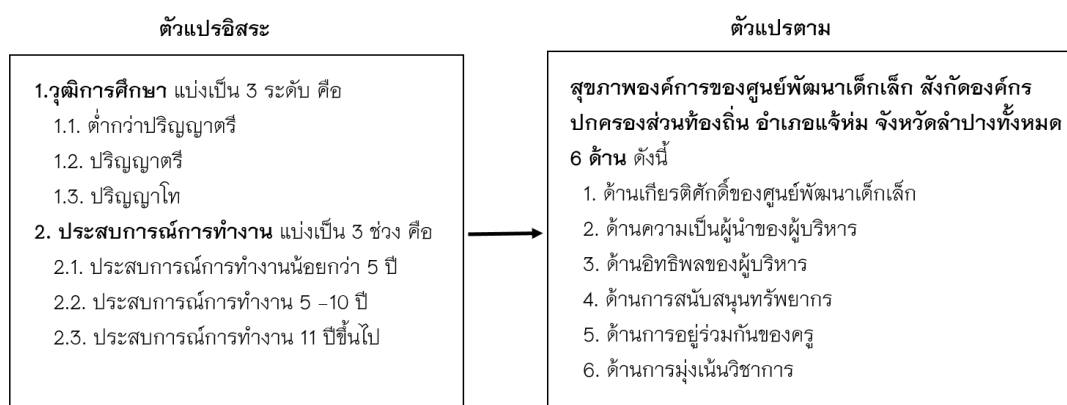 ตัวแปรอิสระ
1.วุฒิการศึกษา แบ่งเป็น 3 ระดับ คือ
1.1. ต่ำกว่าปริญญาตรี
1.2. ปริญญาตรี
1.3. ปริญญาโท
2. ประสบการณ์การทำงาน แบ่งเป็น 3 ช่วง คือ
2.1. ประสบการณ์การทำงานน้อยกว่า 5 ปี
2.2. ประสบการณ์การทำงาน 5 –10 ปี
2.3. ประสบการณ์การทำงาน 11 ปีขึ้นไป
ตัวแปรตาม
สุขภาพองค์การของศูนย์พัฒนาเด็กเล็ก สังกัดองค์กร
ปกครองส่วนท้องถิ่น อำเภอแจ้ห่ม จังหวัดลำปางทั้งหมด
6 ด้าน ดังนี้
1. ด้านเกียรติศักดิ์ของศูนย์พัฒนาเด็กเล็ก
2. ด้านความเป็นผู้นำของผู้บริหาร
3. ด้านอิทธิพลของผู้บริหาร
4. ด้านการสนับสนุนทรัพยากร
5. ด้านการอยู่ร่วมกันของครู
6. ด้านการมุ่งเน้นวิชาการ